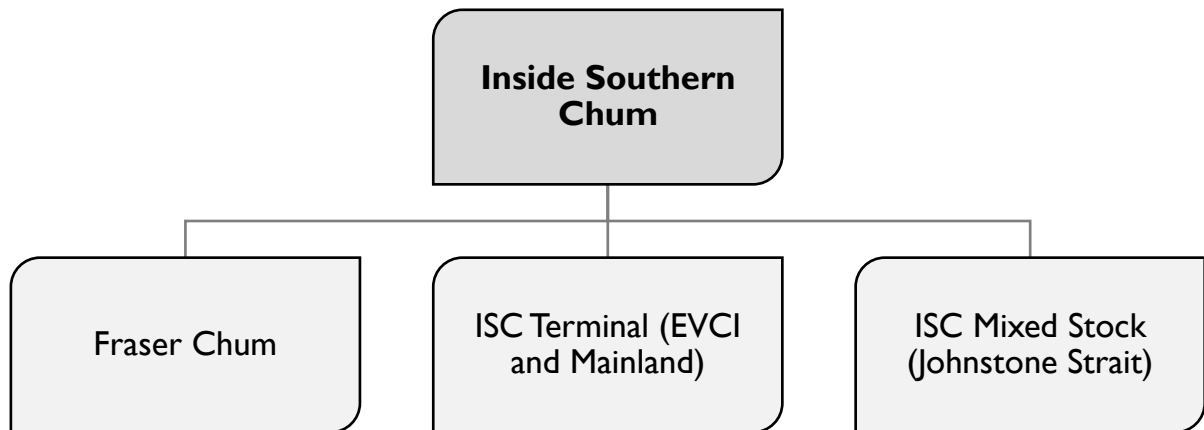 Inside Southern
Chum
Fraser Chum
ISC Terminal (EVCI
and Mainland)
ISC Mixed Stock
(Johnstone Strait)